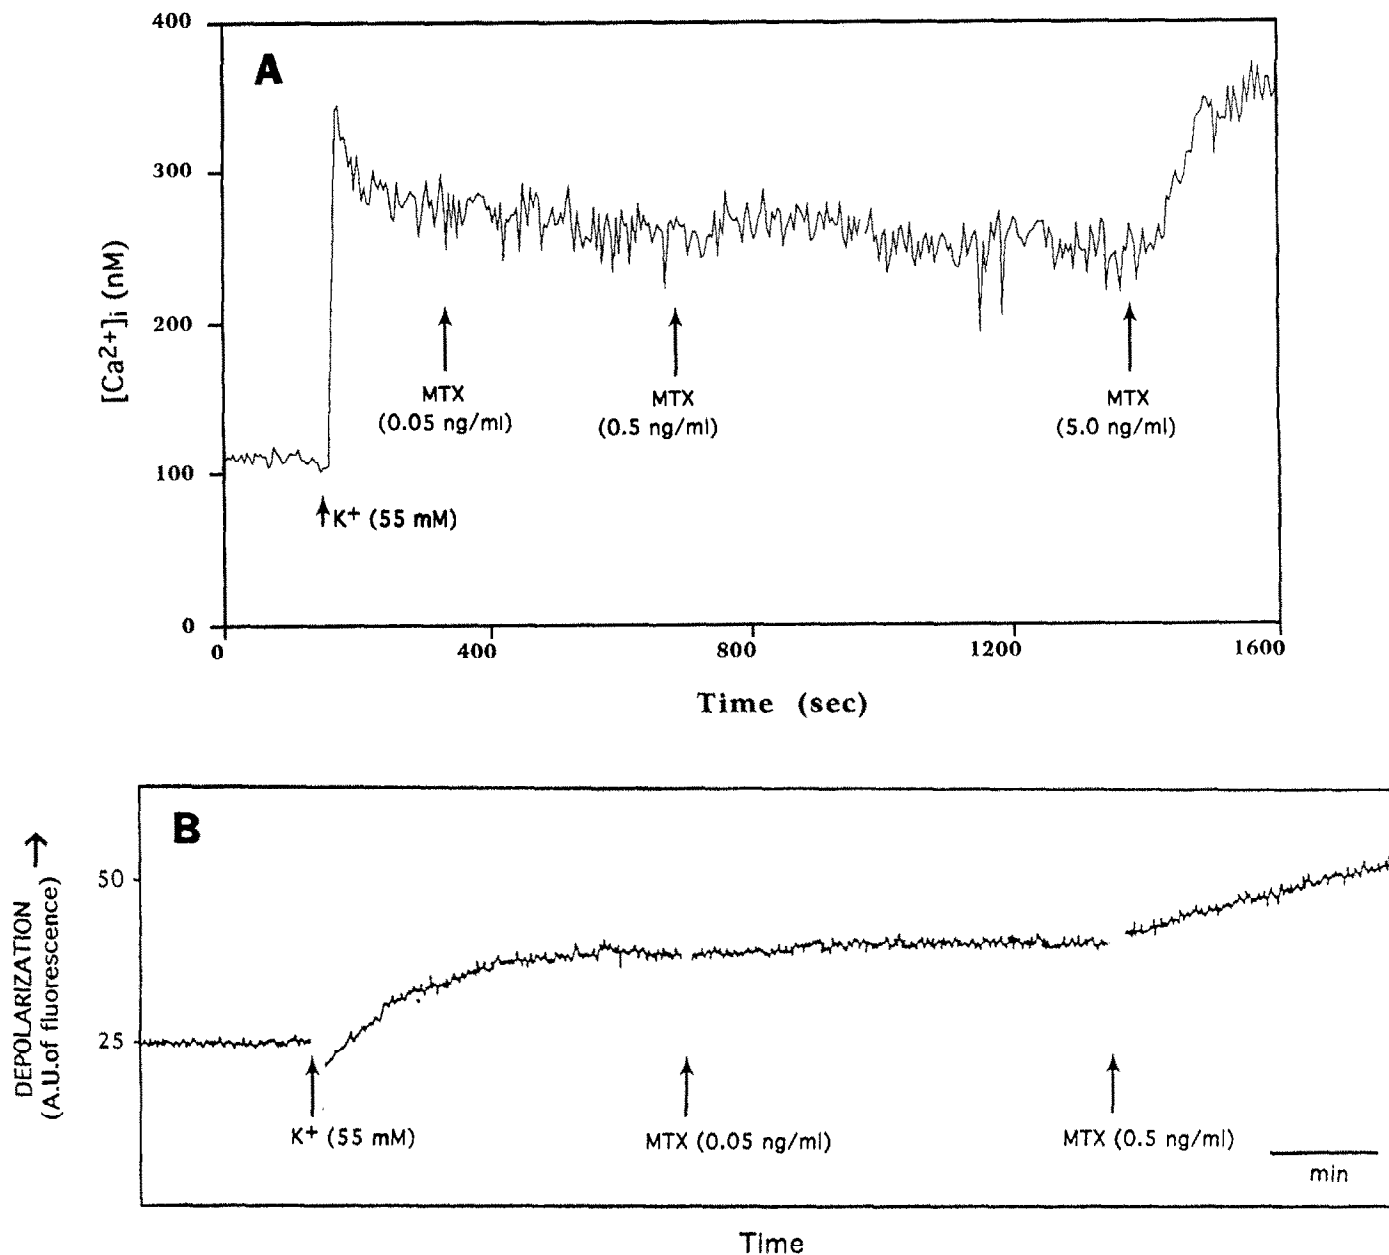 400
A
300
200
100
0
[Ca2+]i (nM)
MTX
(0.05 ng/ml)
MTX
(0.5 ng/ml)
MTX
(5.0 ng/ml)
K+ (55 mM)
0
400
800
1200
1600
Time (sec)
B
50
25
DEPOLARIZATION →
(A.U.of fluorescence)
K+ (55 mM)
MTX (0.05 ng/ml)
MTX (0.5 ng/ml)
min
Time